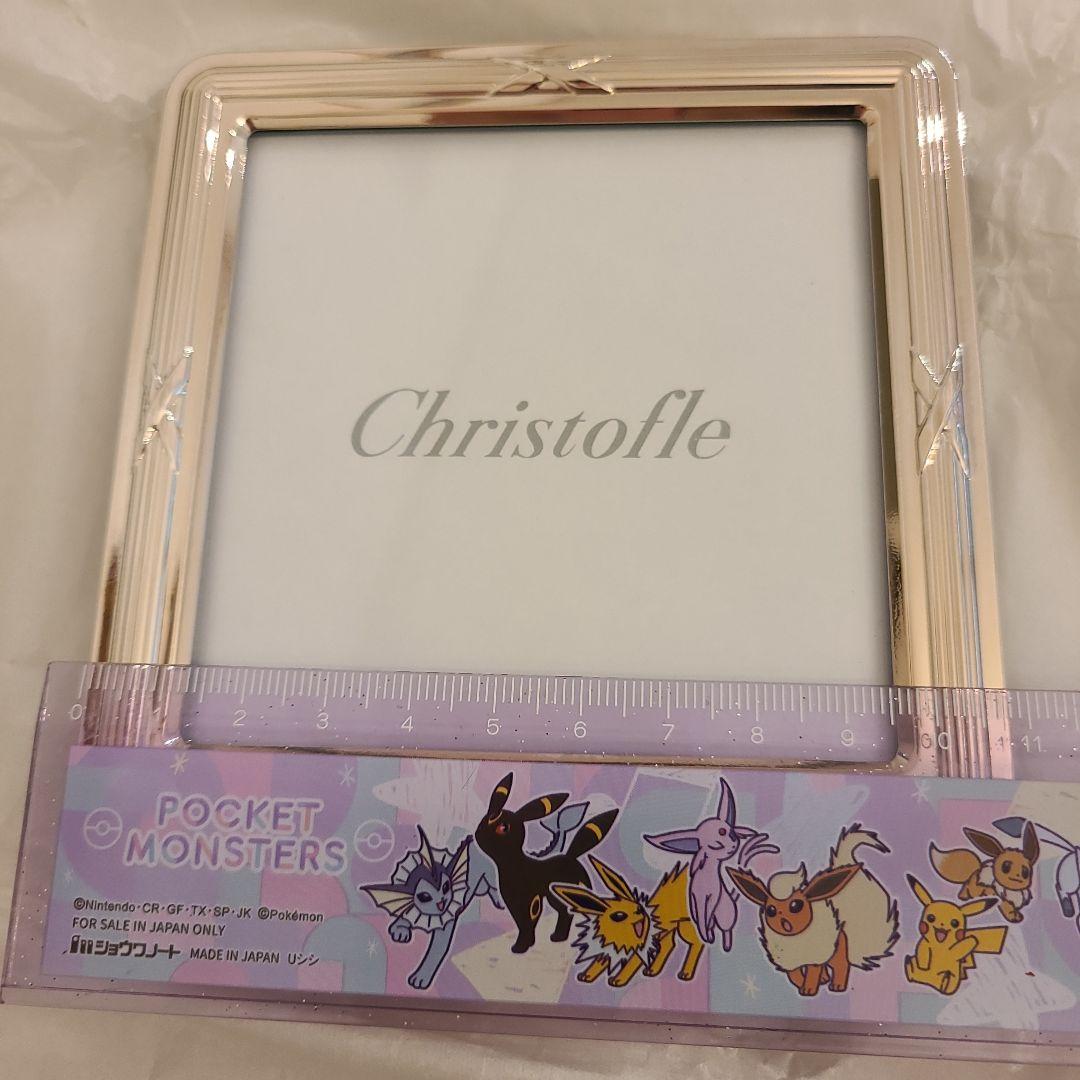 Christofle
0 2 3 4 5 6 7 8 9 10 11
POCKET
MONSTERS
©Nintendo・CR・GF・TX・SP・JK ©Pokémon
FOR SALE IN JAPAN ONLY
ショウワノート MADE IN JAPAN Uシシ